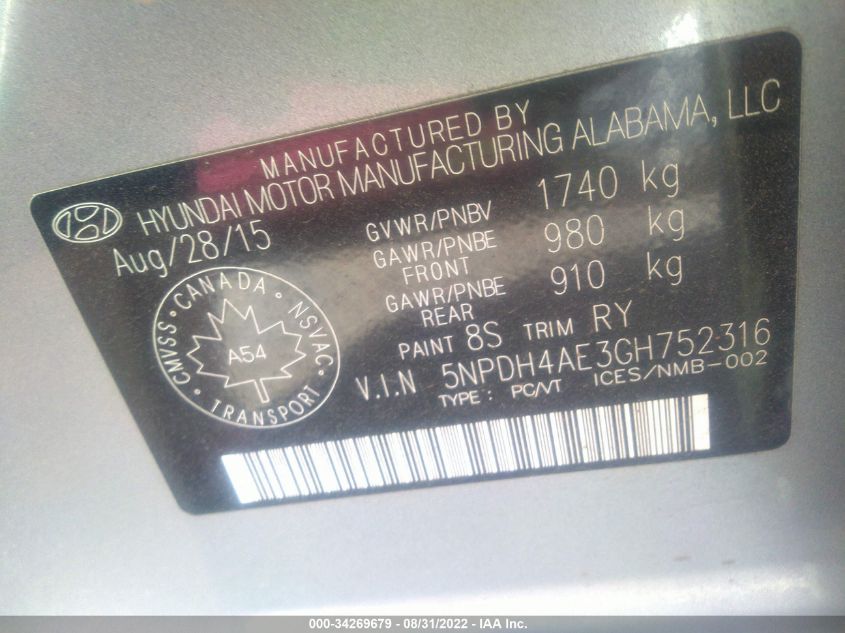 MANUFACTURED BY
HYUNDAI MOTOR MANUFACTURING ALABAMA, LLC
Aug/28/15
GVWR/PNBV 1740 kg
GAWR/PNBE FRONT 980 kg
GAWR/PNBE REAR 910 kg
PAINT 8S TRIM RY
V.I.N 5NPDH4AE3GH752316
TYPE : PC/VT ICES/NMB-002
CMVSS · CANADA · NSVAC · TRANSPORT ·
A54
000-34269679 - 08/31/2022 - IAA Inc.